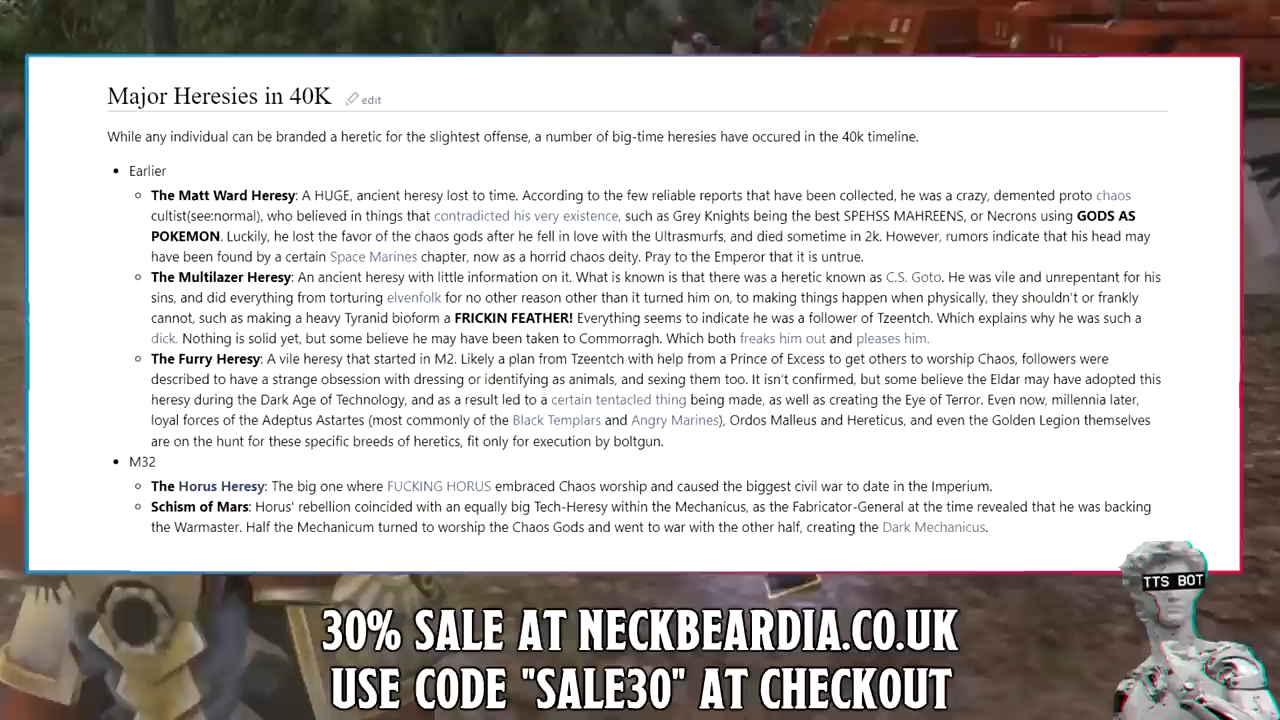 Major Heresies in 40K edit
While any individual can be branded a heretic for the slightest offense, a number of big-time heresies have occured in the 40k timeline.
• Earlier
◦ The Matt Ward Heresy: A HUGE, ancient heresy lost to time. According to the few reliable reports that have been collected, he was a crazy, demented proto chaos
cultist(see:normal), who believed in things that contradicted his very existence, such as Grey Knights being the best SPEHSS MAHREENS, or Necrons using GODS AS
POKEMON. Luckily, he lost the favor of the chaos gods after he fell in love with the Ultrasmurfs, and died sometime in 2k. However, rumors indicate that his head may
have been found by a certain Space Marines chapter, now as a horrid chaos deity. Pray to the Emperor that it is untrue.
◦ The Multilazer Heresy: An ancient heresy with little information on it. What is known is that there was a heretic known as C.S. Goto. He was vile and unrepentant for his
sins, and did everything from torturing elvenfolk for no other reason other than it turned him on, to making things happen when physically, they shouldn't or frankly
cannot, such as making a heavy Tyranid bioform a FRICKIN FEATHER! Everything seems to indicate he was a follower of Tzeentch. Which explains why he was such a
dick. Nothing is solid yet, but some believe he may have been taken to Commorragh. Which both freaks him out and pleases him.
◦ The Furry Heresy: A vile heresy that started in M2. Likely a plan from Tzeentch with help from a Prince of Excess to get others to worship Chaos, followers were
described to have a strange obsession with dressing or identifying as animals, and sexing them too. It isn't confirmed, but some believe the Eldar may have adopted this
heresy during the Dark Age of Technology, and as a result led to a certain tentacled thing being made, as well as creating the Eye of Terror. Even now, millennia later,
loyal forces of the Adeptus Astartes (most commonly of the Black Templars and Angry Marines), Ordos Malleus and Hereticus, and even the Golden Legion themselves
are on the hunt for these specific breeds of heretics, fit only for execution by boltgun.
• M32
◦ The Horus Heresy: The big one where FUCKING HORUS embraced Chaos worship and caused the biggest civil war to date in the Imperium.
◦ Schism of Mars: Horus' rebellion coincided with an equally big Tech-Heresy within the Mechanicus, as the Fabricator-General at the time revealed that he was backing
the Warmaster. Half the Mechanicum turned to worship the Chaos Gods and went to war with the other half, creating the Dark Mechanicus.
TTS BOT
30% SALE AT NECKBEARDIA.CO.UK
USE CODE "SALE30" AT CHECKOUT